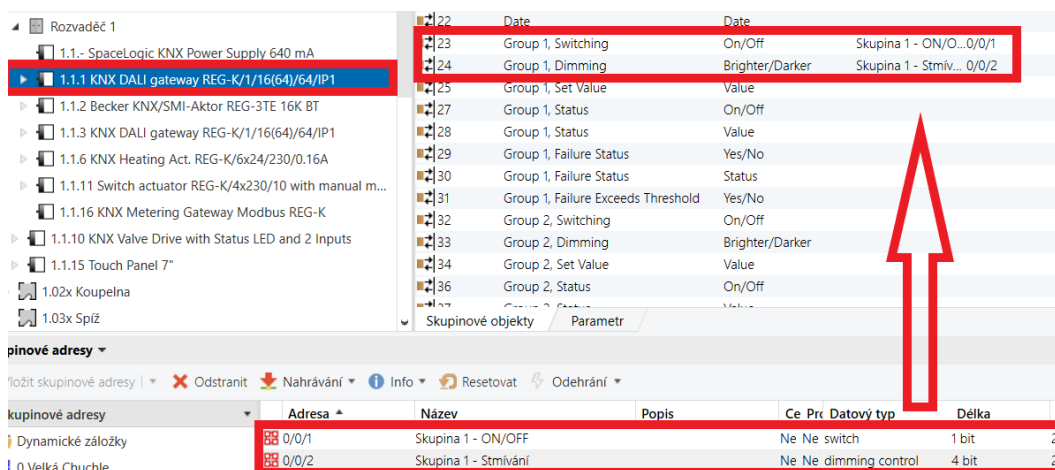 Rozvaděč 1
1.1.- SpaceLogic KNX Power Supply 640 mA
1.1.1 KNX DALI gateway REG-K/1/16(64)/64/IP1
1.1.2 Becker KNX/SMI-Aktor REG-3TE 16K BT
1.1.3 KNX DALI gateway REG-K/1/16(64)/64/IP1
1.1.6 KNX Heating Act. REG-K/6x24/230/0.16A
1.1.11 Switch actuator REG-K/4x230/10 with manual m...
1.1.16 KNX Metering Gateway Modbus REG-K
1.1.10 KNX Valve Drive with Status LED and 2 Inputs
1.1.15 Touch Panel 7"
1.02x Koupelna
1.03x Spíž
22 Date Date
23 Group 1, Switching On/Off Skupina 1 - ON/O...0/0/1
24 Group 1, Dimming Brighter/Darker Skupina 1 - Stmív... 0/0/2
25 Group 1, Set Value Value
27 Group 1, Status On/Off
28 Group 1, Status Value
29 Group 1, Failure Status Yes/No
30 Group 1, Failure Status Status
31 Group 1, Failure Exceeds Threshold Yes/No
32 Group 2, Switching On/Off
33 Group 2, Dimming Brighter/Darker
34 Group 2, Set Value Value
36 Group 2, Status On/Off
Skupinové objekty Parametr
pinové adresy
ložit skupinové adresy Odstranit Nahrávání Info Resetovat Odehrání
kupinové adresy Adresa Název Popis Ce Pro Datový typ Délka
Dynamické záložky 0/0/1 Skupina 1 - ON/OFF Ne Ne switch 1 bit 2
0 Velká Chuchle 0/0/2 Skupina 1 - Stmívání Ne Ne dimming control 4 bit 2